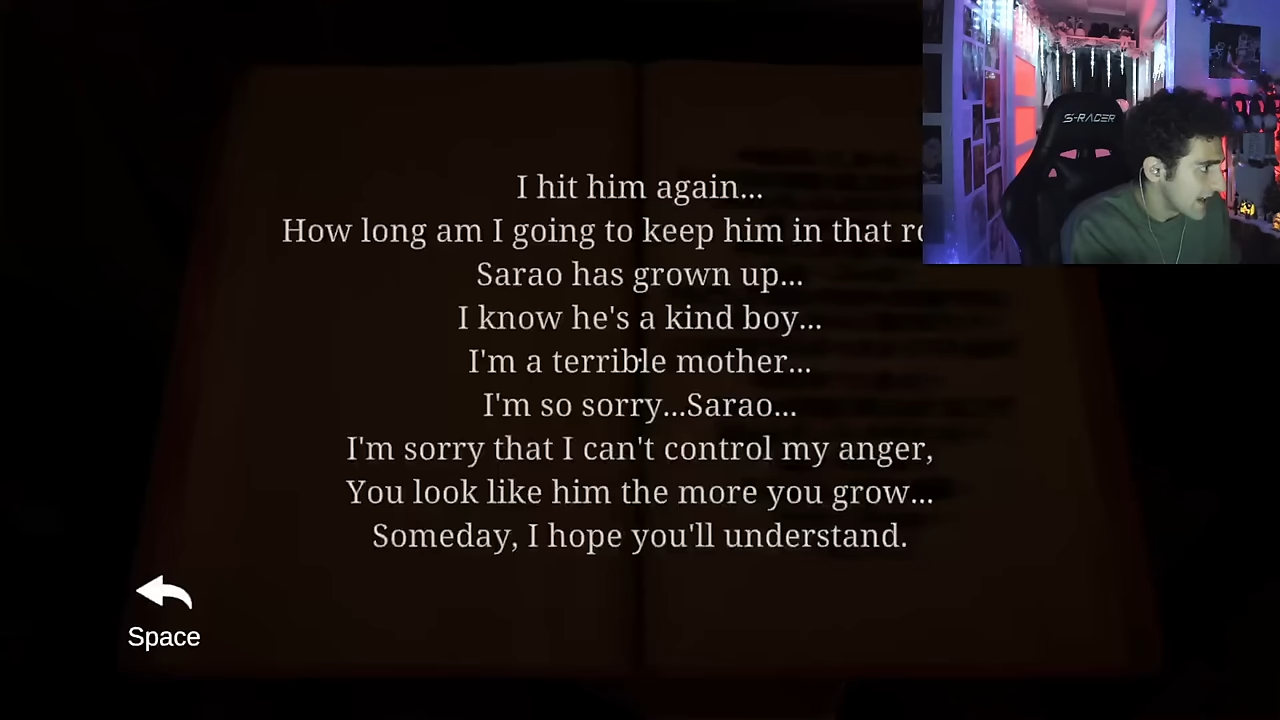 I hit him again...
How long am I going to keep him in that
Sarao has grown up...
I know he's a kind boy...
I'm a terrible mother...
I'm so sorry...Sarao...
I'm sorry that I can't control my anger,
You look like him the more you grow...
Someday, I hope you'll understand.
Space
S-RACER